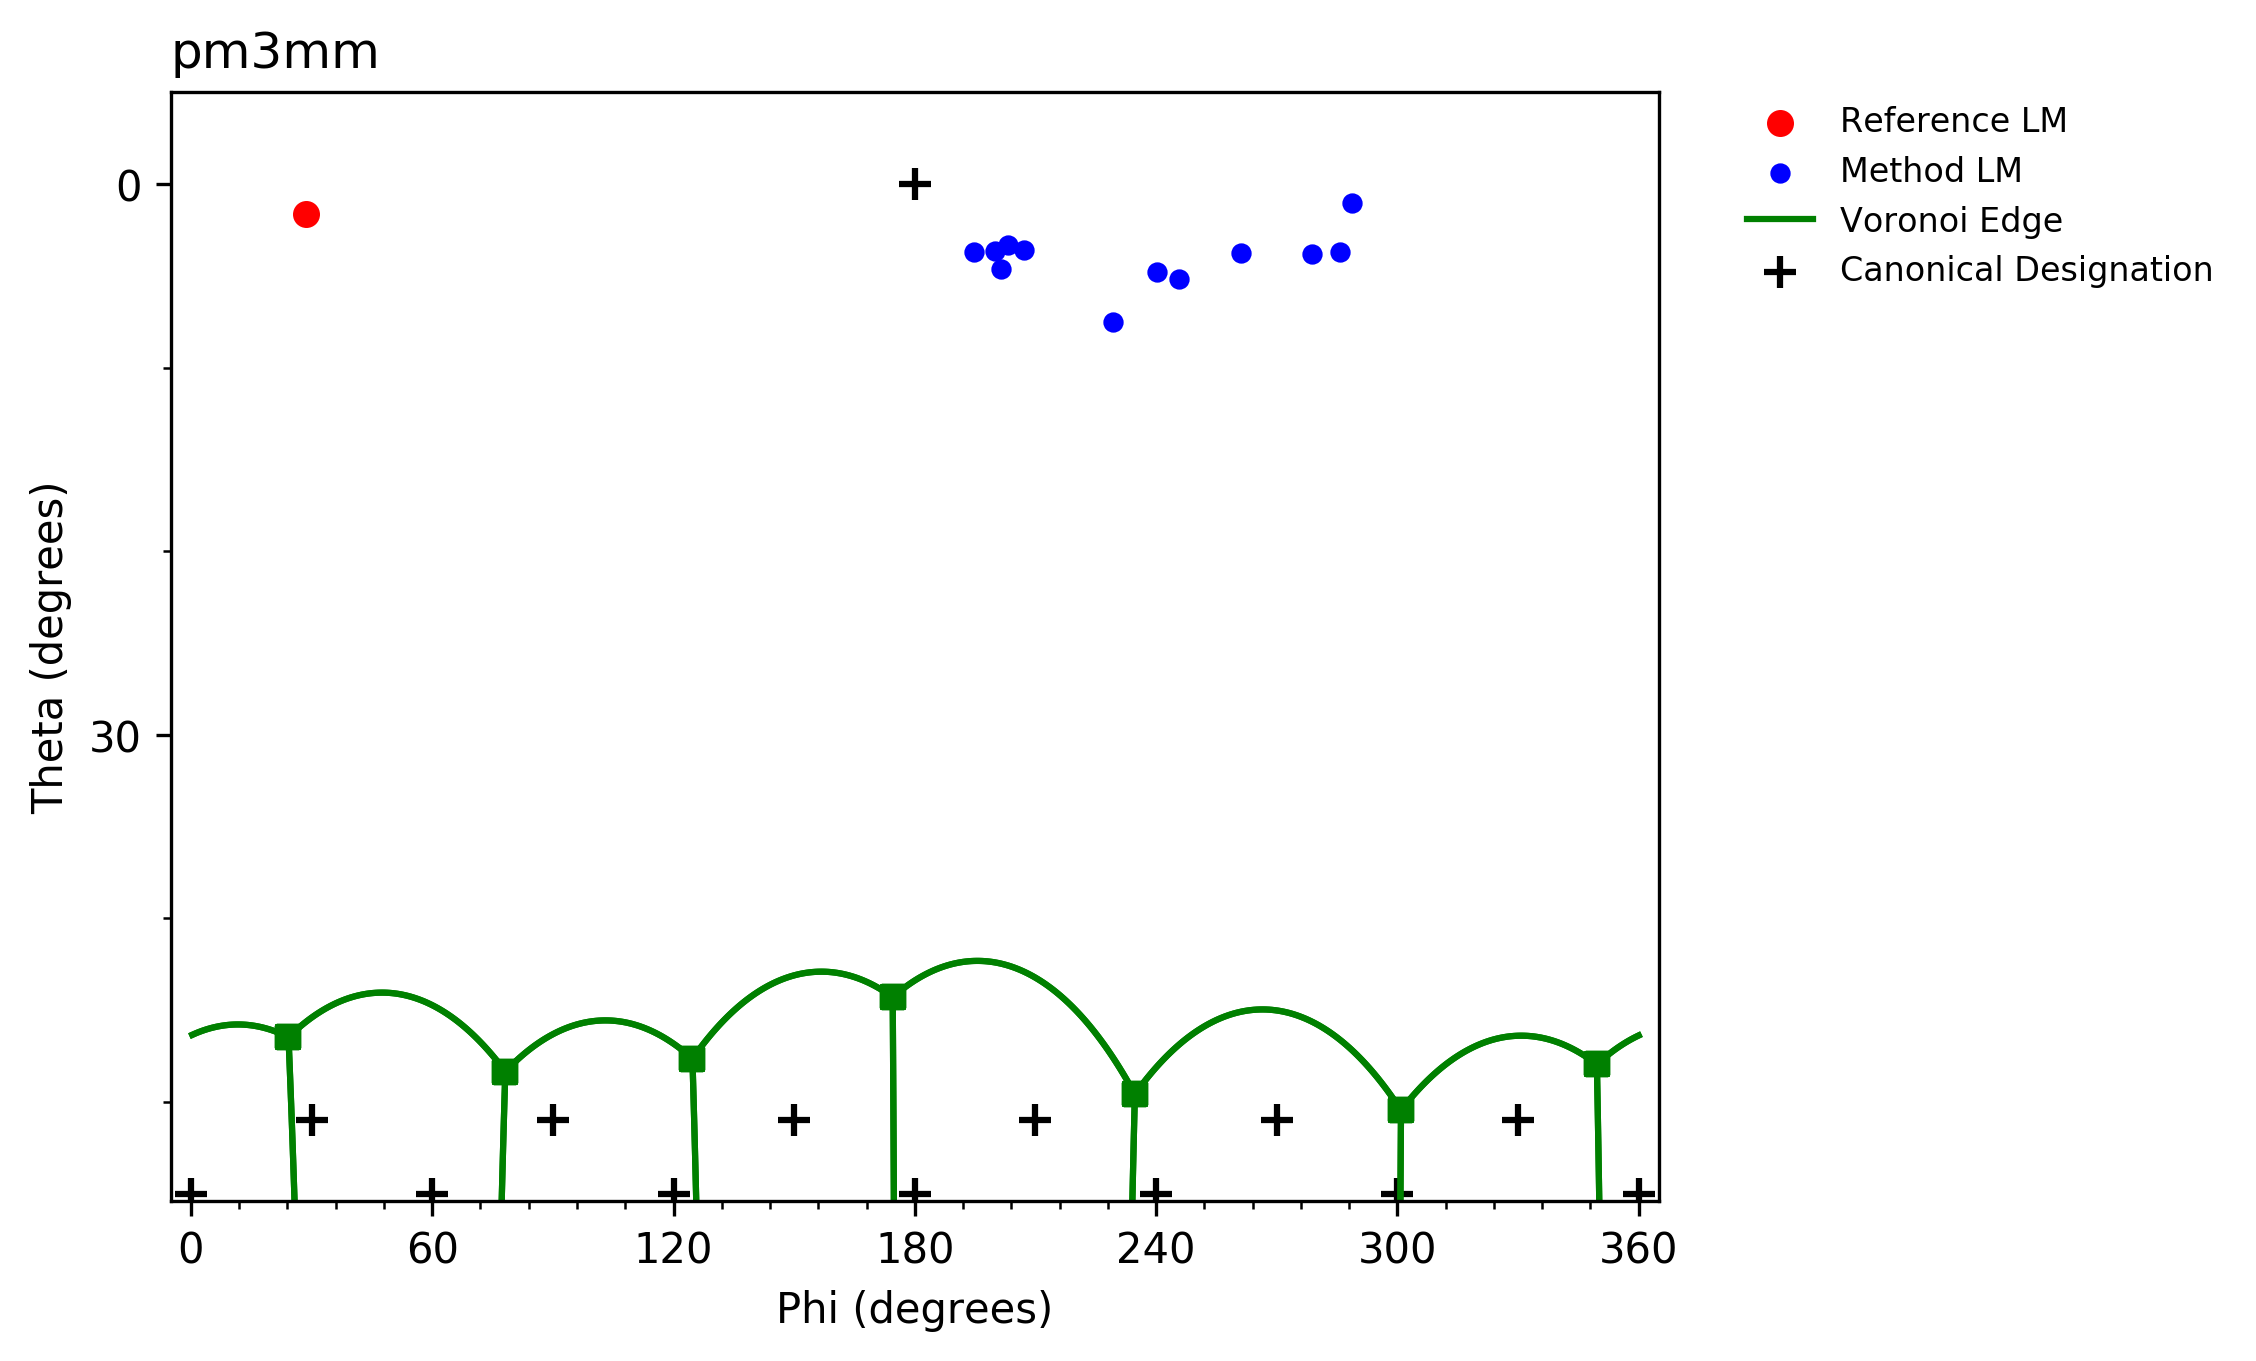 pm3mm
Reference LM
Method LM
Voronoi Edge
Canonical Designation
0
30
Theta (degrees)
0 60 120 180 240 300 360
Phi (degrees)